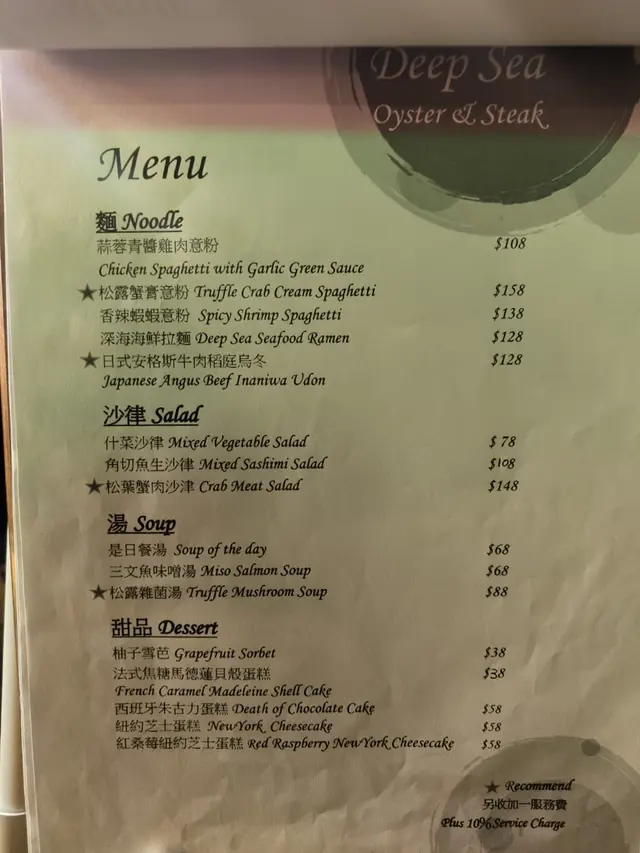 Deep Sea
Oyster & Steak
Menu
麵 Noodle
蒜蓉青醬雞肉意粉 $108
Chicken Spaghetti with Garlic Green Sauce
★松露蟹膏意粉 Truffle Crab Cream Spaghetti $158
香辣蝦蝦意粉 Spicy Shrimp Spaghetti $138
深海海鮮拉麵 Deep Sea Seafood Ramen $128
★日式安格斯牛肉稻庭烏冬 $128
Japanese Angus Beef Inaniwa Udon
沙律 Salad
什菜沙律 Mixed Vegetable Salad $ 78
角切魚生沙律 Mixed Sashimi Salad $108
★松葉蟹肉沙津 Crab Meat Salad $148
湯 Soup
是日餐湯 Soup of the day $68
三文魚味噌湯 Miso Salmon Soup $68
★松露雜菌湯 Truffle Mushroom Soup $88
甜品 Dessert
柚子雪芭 Grapefruit Sorbet $38
法式焦糖馬德蓮貝殼蛋糕 $38
French Caramel Madeleine Shell Cake
西班牙朱古力蛋糕 Death of Chocolate Cake $58
紐約芝士蛋糕 NewYork Cheesecake $58
紅桑莓紐約芝士蛋糕 Red Raspberry NewYork Cheesecake $58
★ Recommend
另收加一服務費
Plus 10% Service Charge